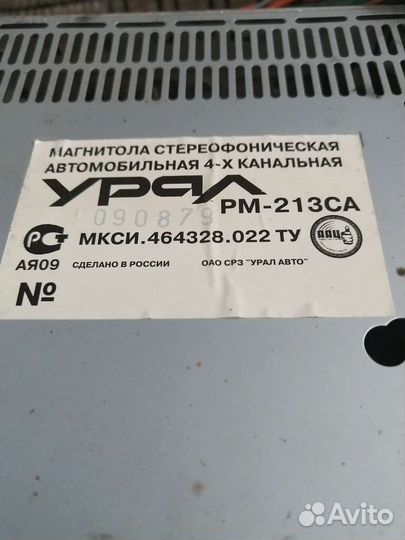 МАГНИТОЛА СТЕРЕОФОНИЧЕСКАЯ
АВТОМОБИЛЬНАЯ 4-Х КАНАЛЬНАЯ
УРАЛ РМ-213СА
090879
РСТ МКСИ.464328.022 ТУ
АЯ09 СДЕЛАНО В РОССИИ ОАО СРЗ "УРАЛ АВТО"
№
Avito